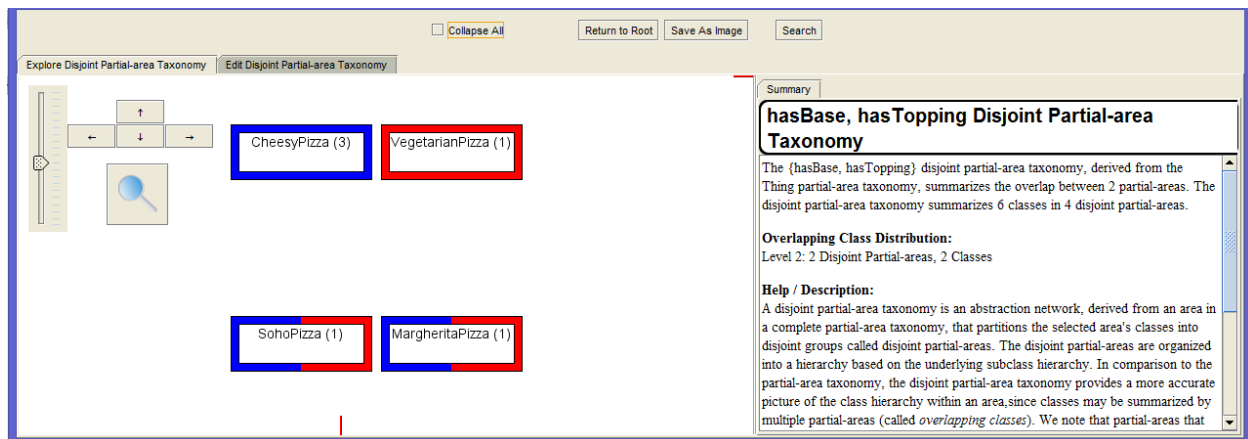 Collapse All
Return to Root
Save As Image
Search
Explore Disjoint Partial-area Taxonomy
Edit Disjoint Partial-area Taxonomy
↑
← ↓ →
CheesyPizza (3)
VegetarianPizza (1)
SohoPizza (1)
MargheritaPizza (1)
Summary
hasBase, hasTopping Disjoint Partial-area
Taxonomy
The {hasBase, hasTopping} disjoint partial-area taxonomy, derived from the
Thing partial-area taxonomy, summarizes the overlap between 2 partial-areas. The
disjoint partial-area taxonomy summarizes 6 classes in 4 disjoint partial-areas.
Overlapping Class Distribution:
Level 2: 2 Disjoint Partial-areas, 2 Classes
Help / Description:
A disjoint partial-area taxonomy is an abstraction network, derived from an area in
a complete partial-area taxonomy, that partitions the selected area's classes into
disjoint groups called disjoint partial-areas. The disjoint partial-areas are organized
into a hierarchy based on the underlying subclass hierarchy. In comparison to the
partial-area taxonomy, the disjoint partial-area taxonomy provides a more accurate
picture of the class hierarchy within an area,since classes may be summarized by
multiple partial-areas (called overlapping classes). We note that partial-areas that